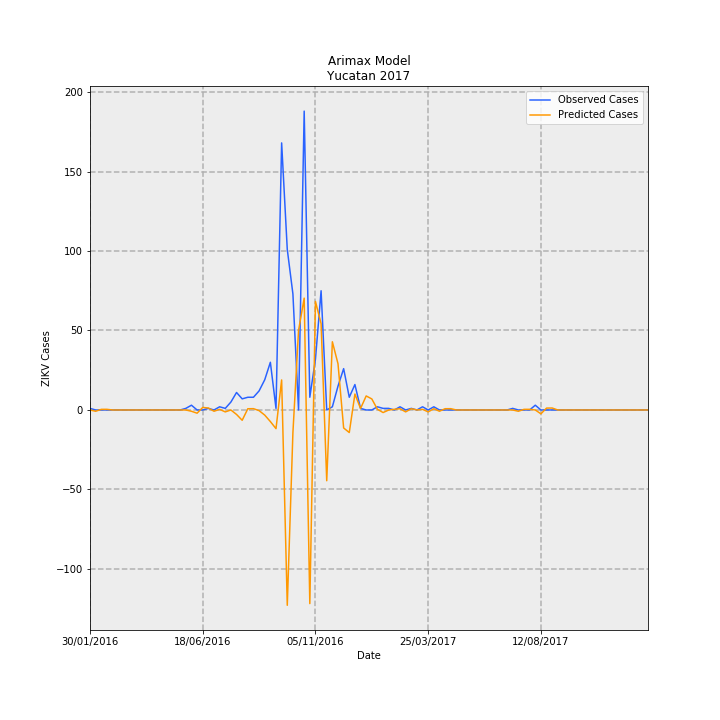 Arimax Model
Yucatan 2017
Observed Cases
Predicted Cases
200
150
100
50
0
−50
−100
ZIKV Cases
30/01/2016 18/06/2016 05/11/2016 25/03/2017 12/08/2017
Date